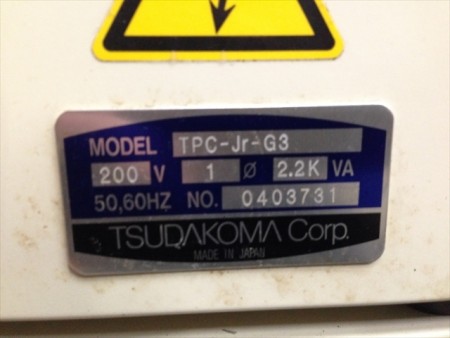 MODEL TPC-Jr-G3
200 V 1 Ø 2.2K VA
50,60HZ NO. 0403731
TSUDAKOMA Corp.
MADE IN JAPAN